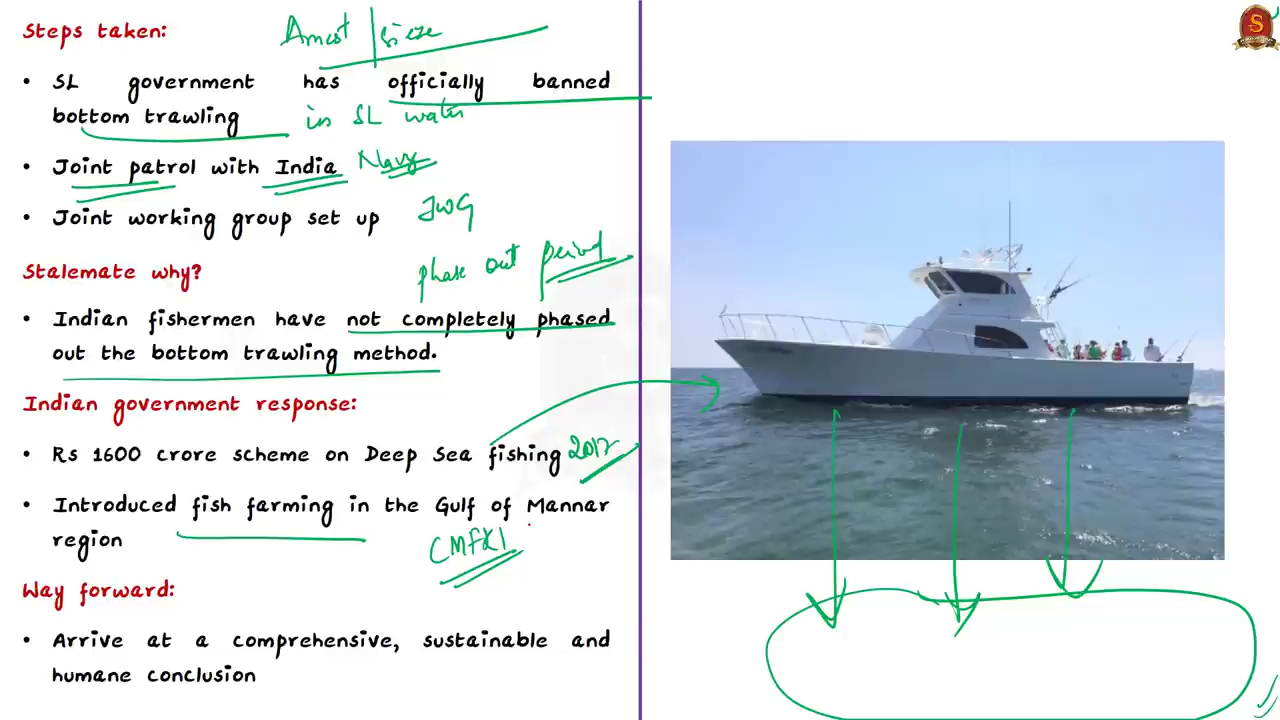 Steps taken:
Arrest / sieze
• SL government has officially banned
bottom trawling in SL water
• Joint patrol with India Navy
• Joint working group set up JWG
Stalemate why? phase out period
• Indian fishermen have not completely phased
out the bottom trawling method.
Indian government response:
• Rs 1600 crore scheme on Deep Sea fishing 2017
• Introduced fish farming in the Gulf of Mannar
region CMFRI
Way forward:
• Arrive at a comprehensive, sustainable and
humane conclusion
S